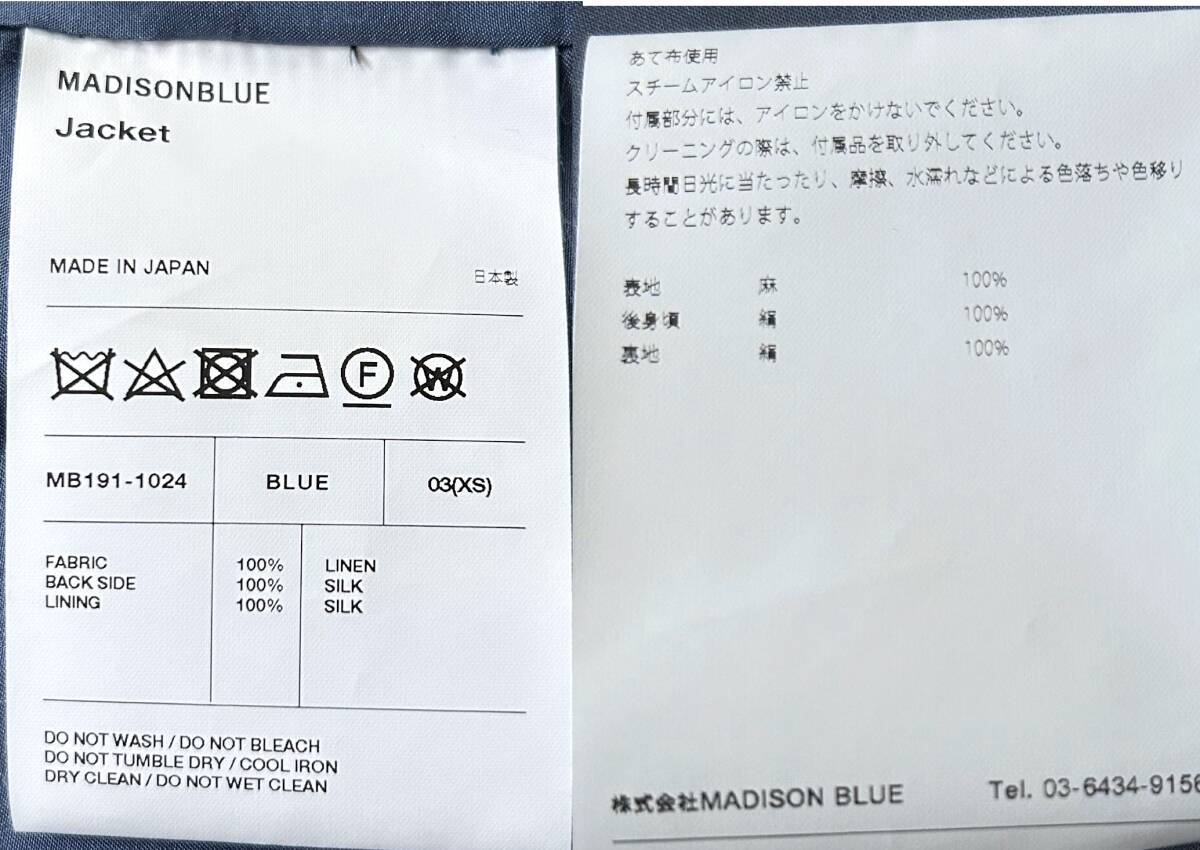 MADISONBLUE
Jacket
MADE IN JAPAN 日本製
F W
MB191-1024 BLUE 03(XS)
FABRIC 100% LINEN
BACK SIDE 100% SILK
LINING 100% SILK
DO NOT WASH / DO NOT BLEACH
DO NOT TUMBLE DRY / COOL IRON
DRY CLEAN / DO NOT WET CLEAN
あて布使用
スチームアイロン禁止
付属部分には、アイロンをかけないでください。
クリーニングの際は、付属品を取り外してください。
長時間日光に当たったり、摩擦、水濡れなどによる色落ちや色移り
することがあります。
表地 麻 100%
後身頃 絹 100%
裏地 絹 100%
株式会社MADISON BLUE Tel. 03-6434-9156